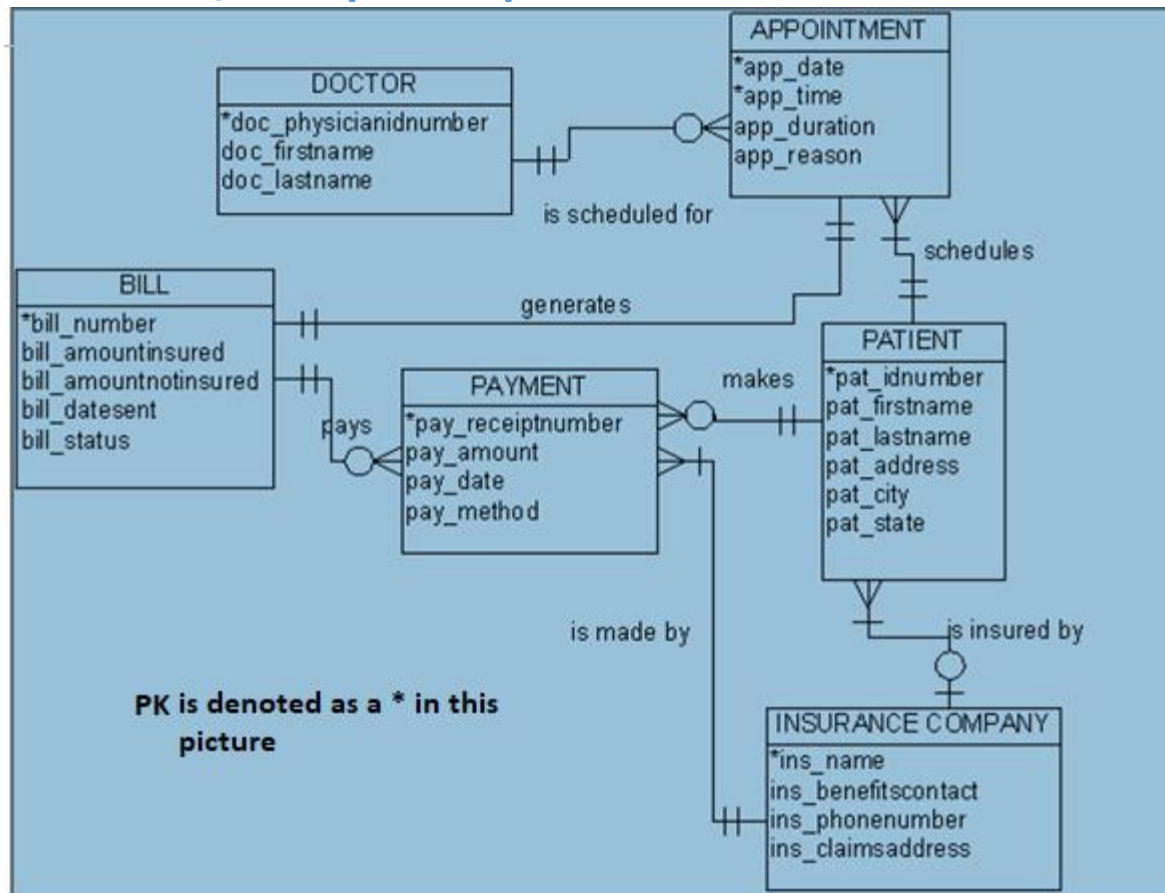 APPOINTMENT
*app_date
*app_time
app_duration
app_reason
DOCTOR
*doc_physicianidnumber
doc_firstname
doc_lastname
is scheduled for
schedules
BILL
*bill_number
bill_amountinsured
bill_amountnotinsured
bill_datesent
bill_status
generates
PATIENT
*pat_idnumber
pat_firstname
pat_lastname
pat_address
pat_city
pat_state
makes
PAYMENT
*pay_receiptnumber
pay_amount
pay_date
pay_method
pays
is made by
is insured by
PK is denoted as a * in this
picture
INSURANCE COMPANY
*ins_name
ins_benefitscontact
ins_phonenumber
ins_claimsaddress